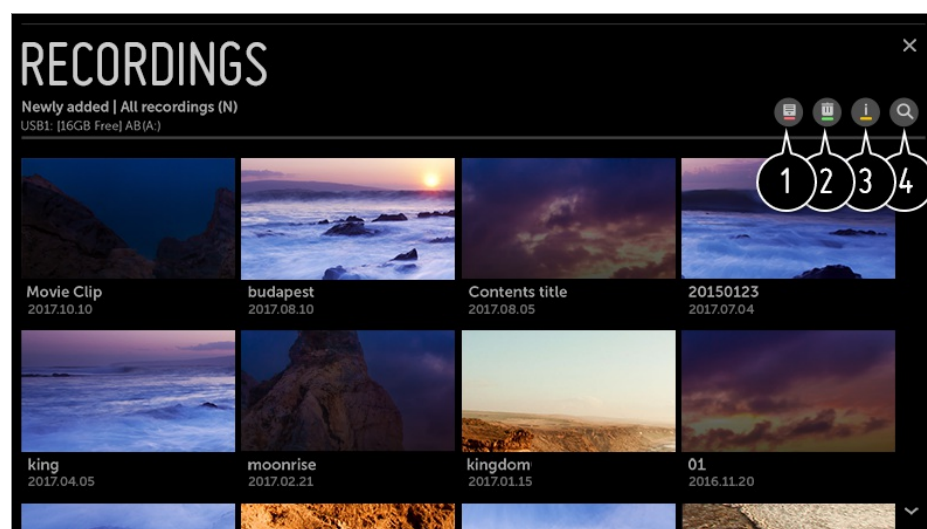 RECORDINGS
Newly added | All recordings (N)
USB1: [16GB Free] AB(A:)
i
1 2 3 4
Movie Clip
2017.10.10
budapest
2017.08.10
Contents title
2017.08.05
20150123
2017.07.04
king
2017.04.05
moonrise
2017.02.21
kingdom
2017.01.15
01
2016.11.20